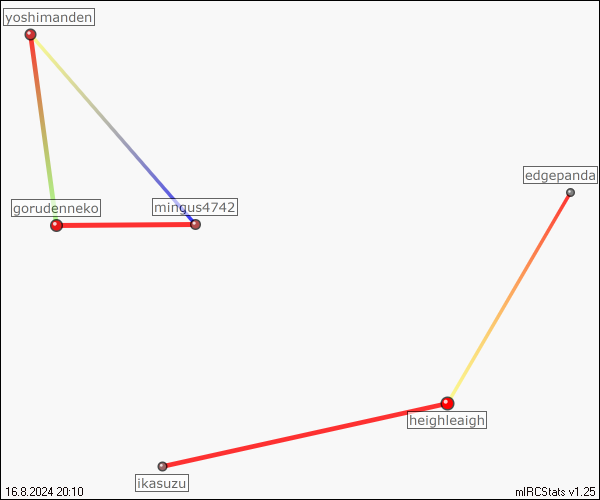 yoshimanden
edgepanda
gorudenneko
mingus4742
heighleaigh
ikasuzu
16.8.2024 20:10
mIRCStats v1.25